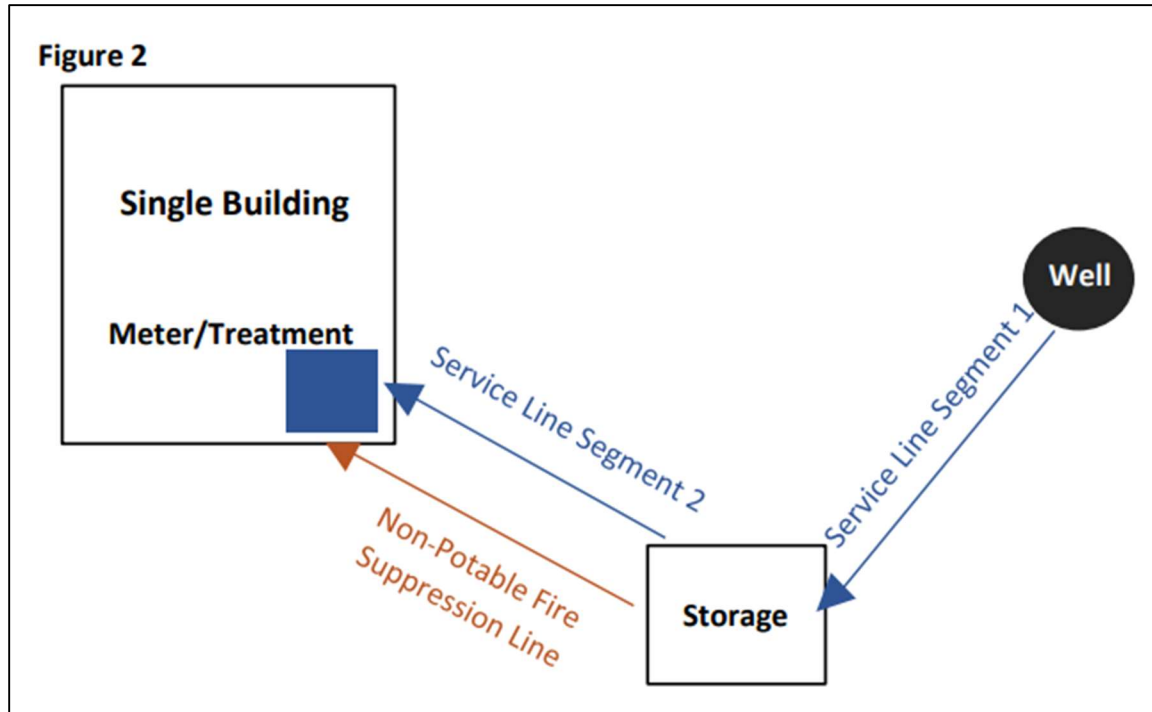 Figure 2
Single Building
Well
Meter/Treatment
Service Line Segment 1
Service Line Segment 2
Non-Potable Fire
Suppression Line
Storage